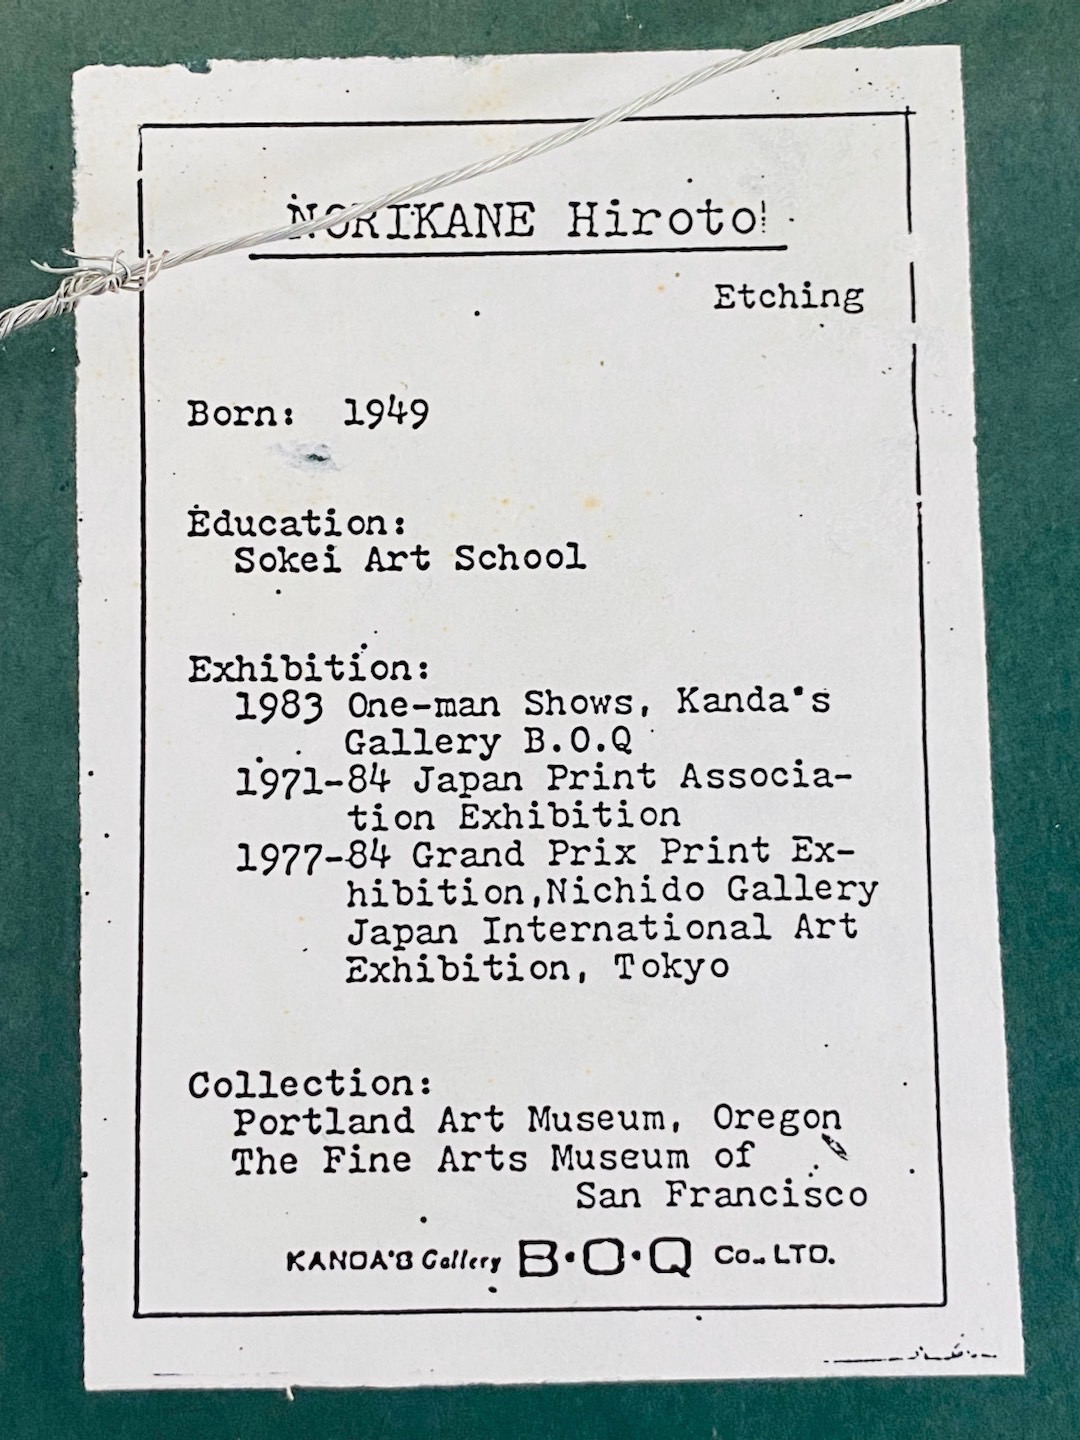 NORIKANE Hiroto
Etching
Born: 1949
Education:
Sokei Art School
Exhibition:
1983 One-man Shows, Kanda's
Gallery B.O.Q
1971-84 Japan Print Associa-
tion Exhibition
1977-84 Grand Prix Print Ex-
hibition,Nichido Gallery
Japan International Art
Exhibition, Tokyo
Collection:
Portland Art Museum, Oregon
The Fine Arts Museum of
San Francisco
KANDA'S Gallery B·O·Q Co., LTD.